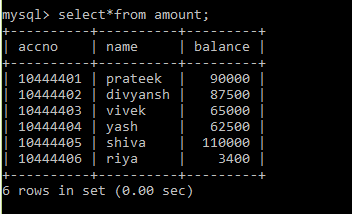 mysql> select*from amount;
+----------+----------+---------+
| accno    | name     | balance |
+----------+----------+---------+
| 10444401 | prateek  |   90000 |
| 10444402 | divyansh |   87500 |
| 10444403 | vivek    |   65000 |
| 10444404 | yash     |   62500 |
| 10444405 | shiva    |  110000 |
| 10444406 | riya     |    3400 |
+----------+----------+---------+
6 rows in set (0.00 sec)